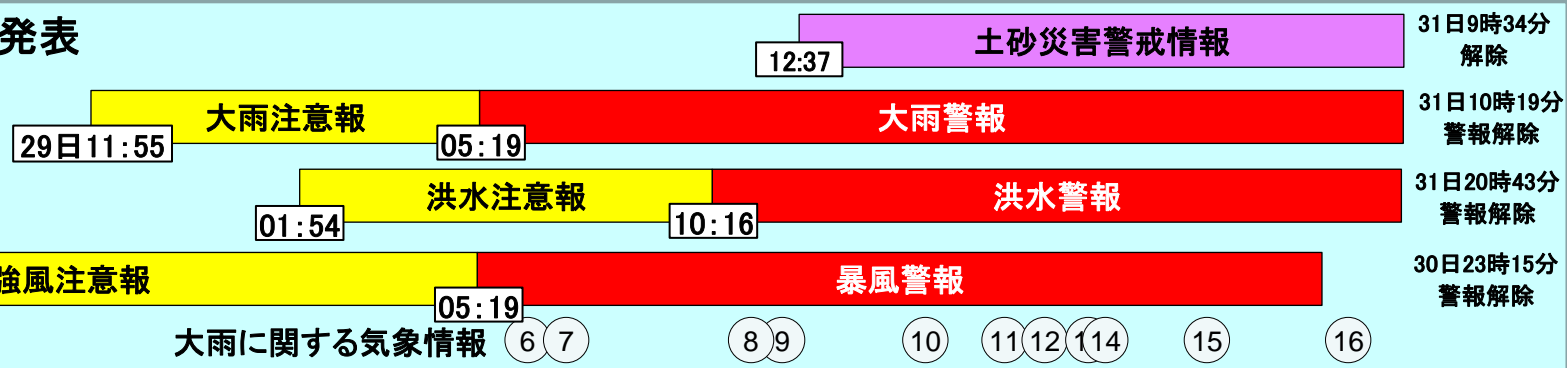 発表
土砂災害警戒情報
31日9時34分
解除
12:37
大雨注意報
大雨警報
31日10時19分
警報解除
29日11:55
05:19
洪水注意報
洪水警報
31日20時43分
警報解除
01:54
10:16
強風注意報
暴風警報
30日23時15分
警報解除
05:19
大雨に関する気象情報 6 7 8 9 10 11 12 14 15 16